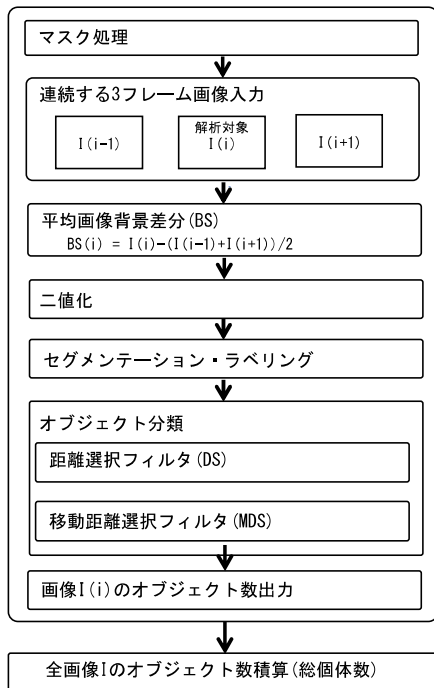 マスク処理
連続する3フレーム画像入力
I(i-1)
解析対象
I(i)
I(i+1)
平均画像背景差分(BS)
BS(i) = I(i)-(I(i-1)+I(i+1))/2
二値化
セグメンテーション・ラベリング
オブジェクト分類
距離選択フィルタ(DS)
移動距離選択フィルタ(MDS)
画像I(i)のオブジェクト数出力
全画像Iのオブジェクト数積算(総個体数)